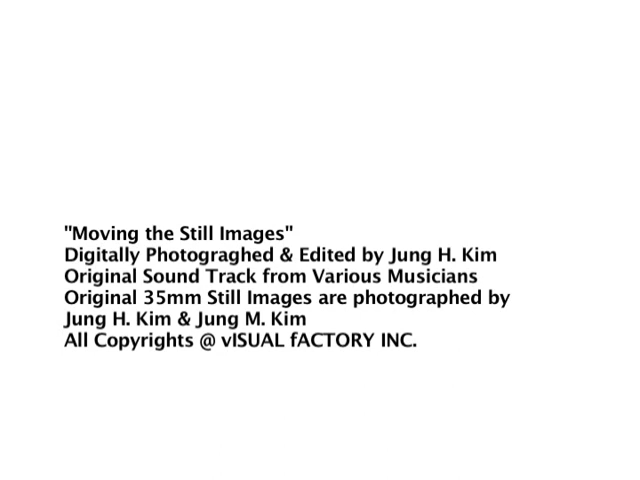 "Moving the Still Images"
Digitally Photograghed & Edited by Jung H. Kim
Original Sound Track from Various Musicians
Original 35mm Still Images are photographed by
Jung H. Kim & Jung M. Kim
All Copyrights @ vISUAL fACTORY INC.